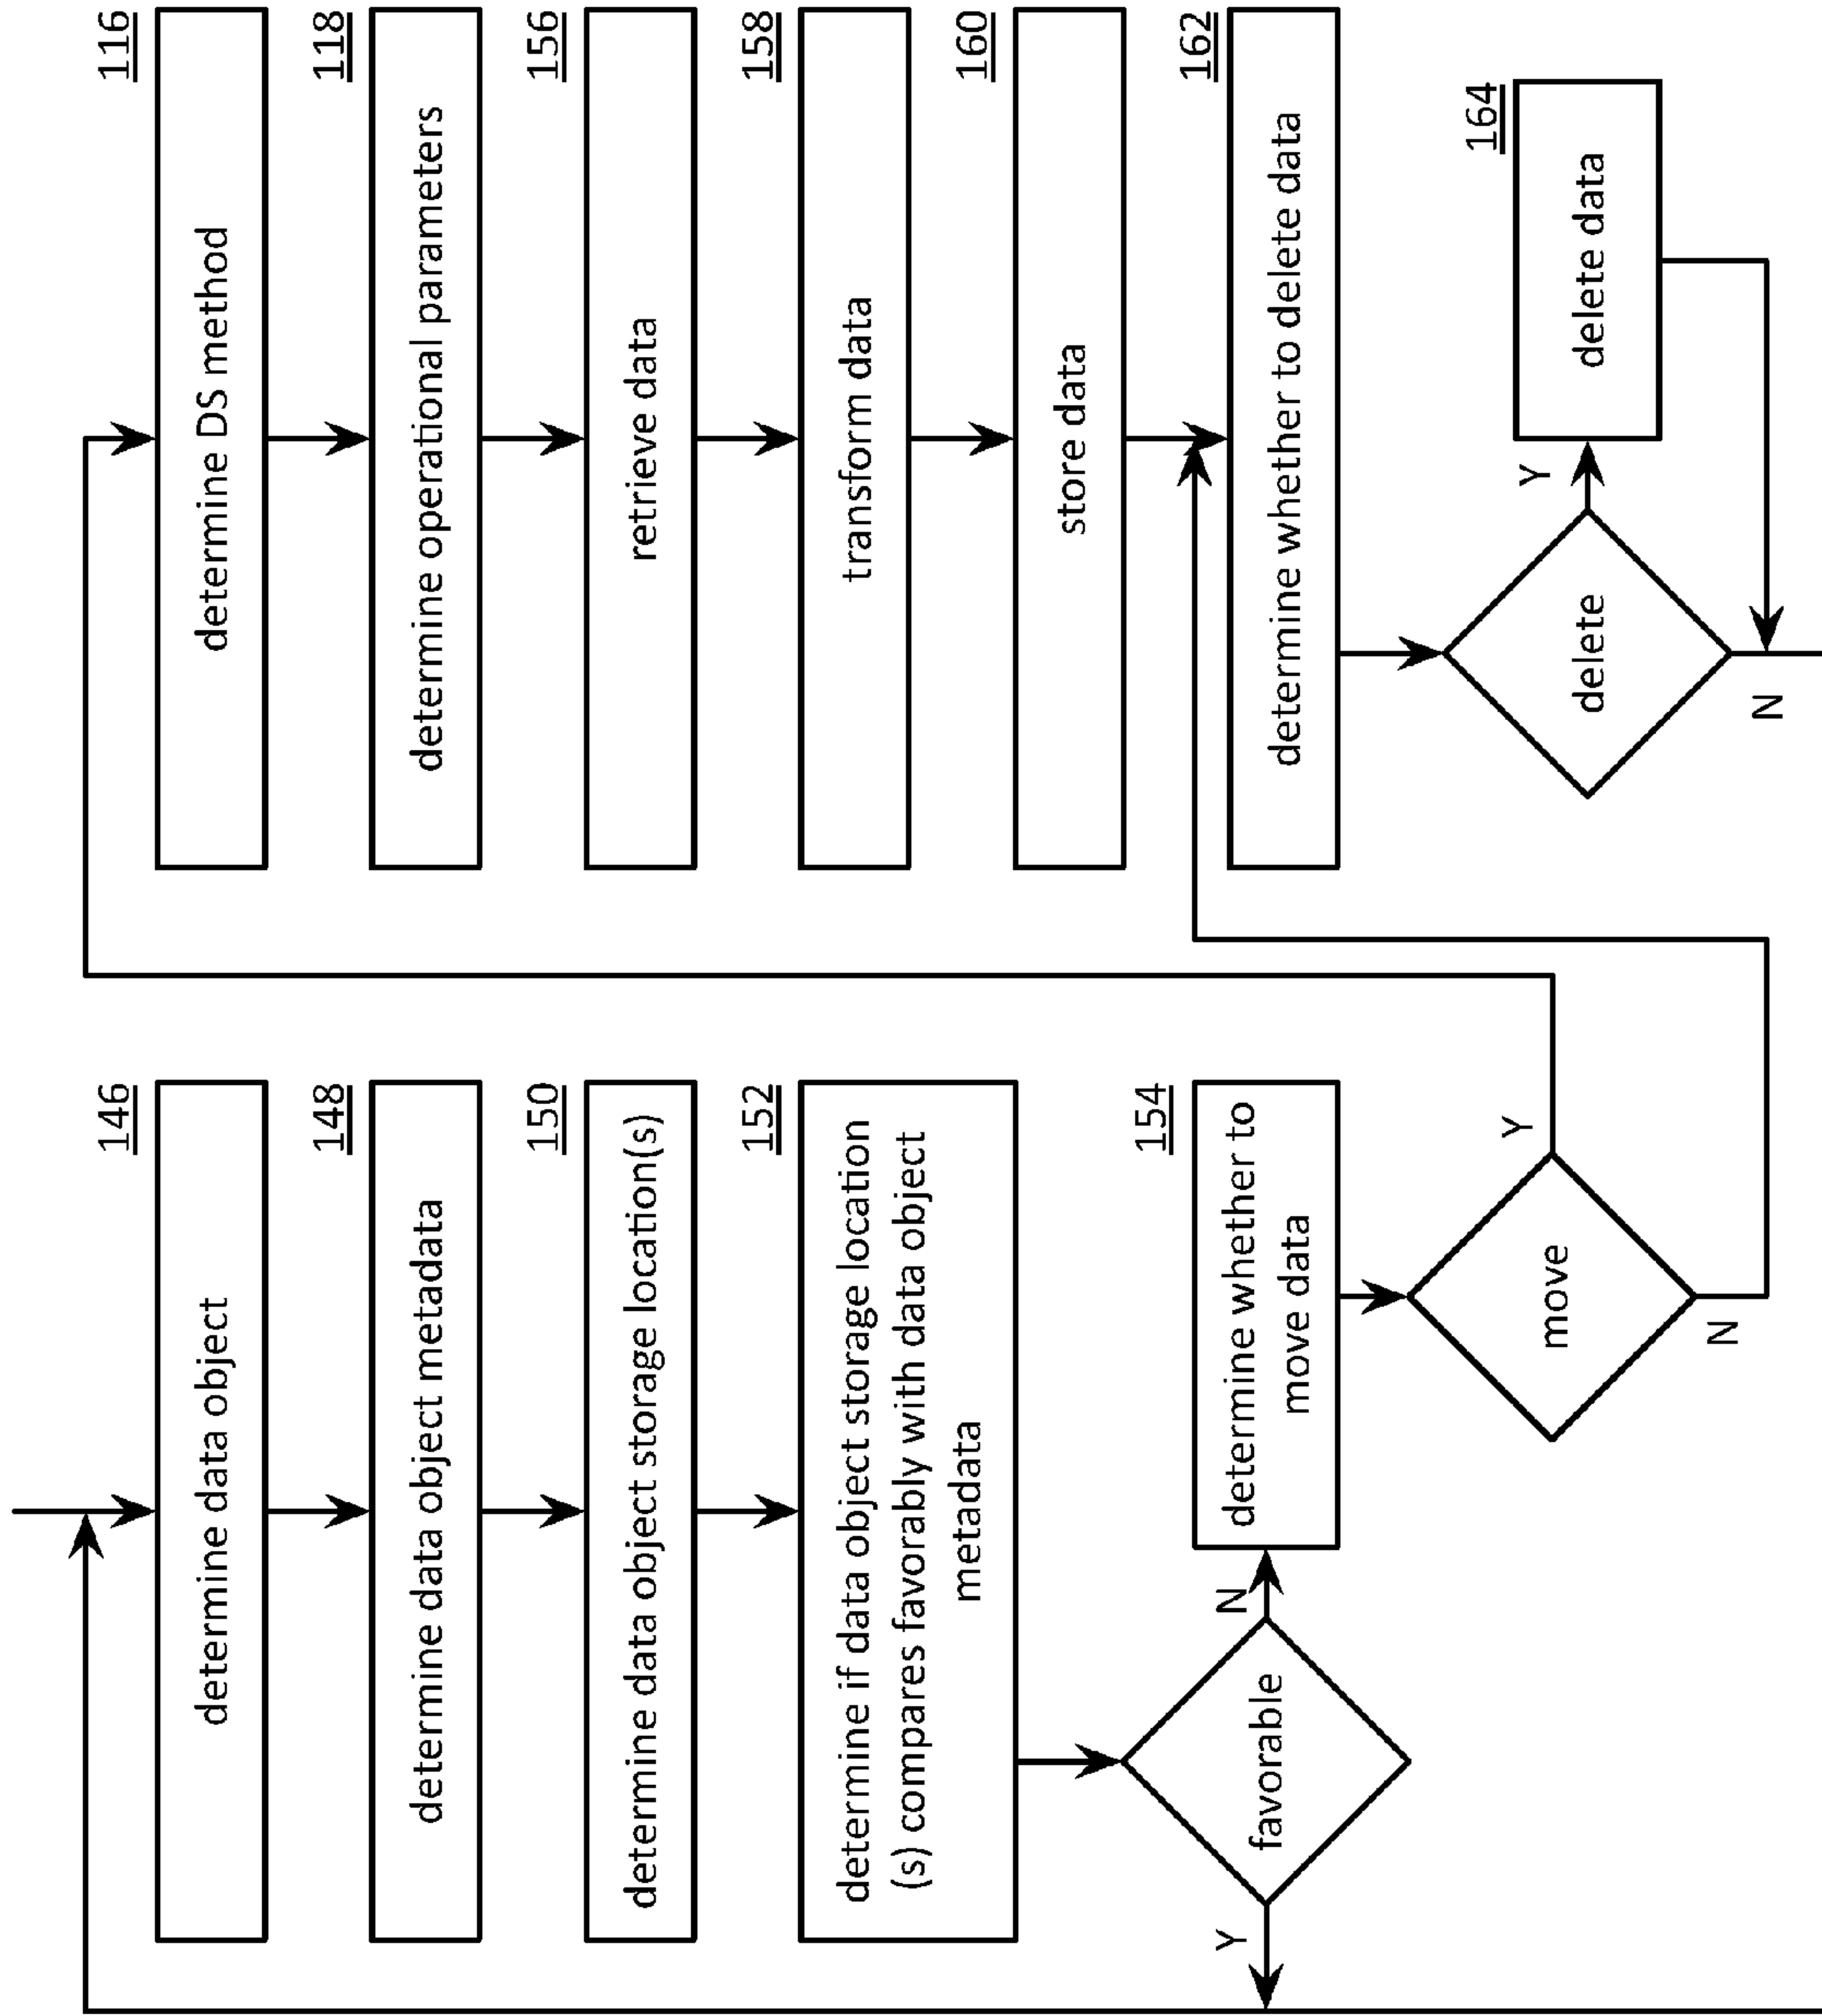 146
determine data object
148
determine data object metadata
150
determine data object storage location(s)
152
determine if data object storage location
(s) compares favorably with data object
metadata
favorable
Y
N
154
determine whether to
move data
move
Y
N
116
determine DS method
118
determine operational parameters
156
retrieve data
158
transform data
160
store data
162
determine whether to delete data
delete
Y
N
164
delete data